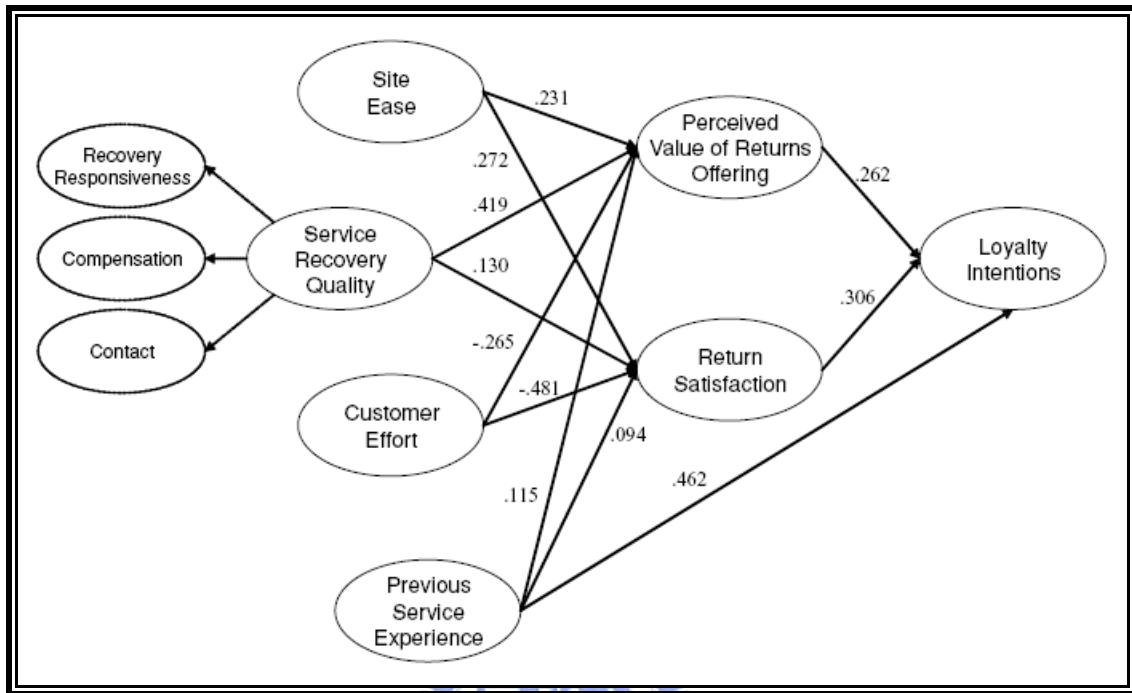 Site
Ease
.231
Perceived
Value of Returns
Offering
Recovery
Responsiveness
.272
.262
.419
Service
Recovery
Quality
Compensation
.130
Loyalty
Intentions
.306
Contact
-.265
Return
Satisfaction
-.481
Customer
Effort
.094
.462
.115
Previous
Service
Experience